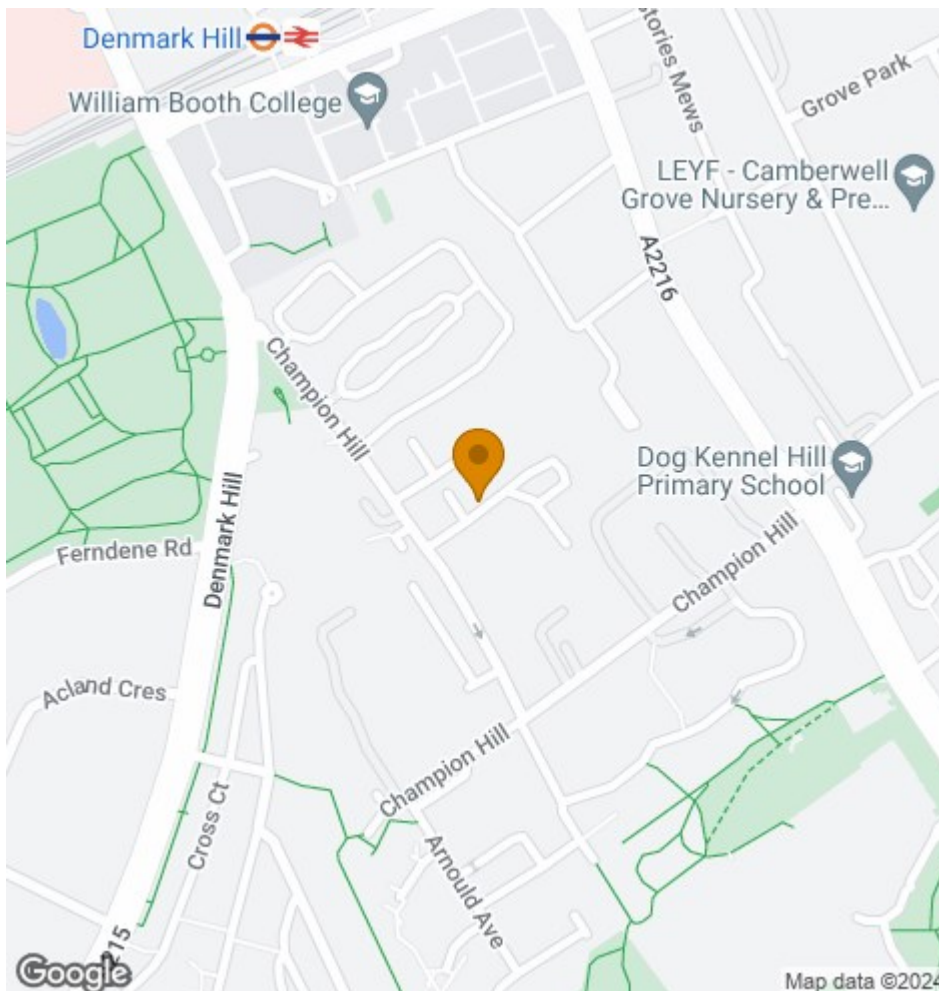 Denmark Hill
William Booth College
Stories Mews
Grove Park
LEYF - Camberwell
Grove Nursery & Pre...
A2216
Champion Hill
Dog Kennel Hill
Primary School
Denmark Hill
Ferndene Rd
Champion Hill
Acland Cres
Champion Hill
Cross Ct
Arnould Ave
215
Google
Map data ©2024